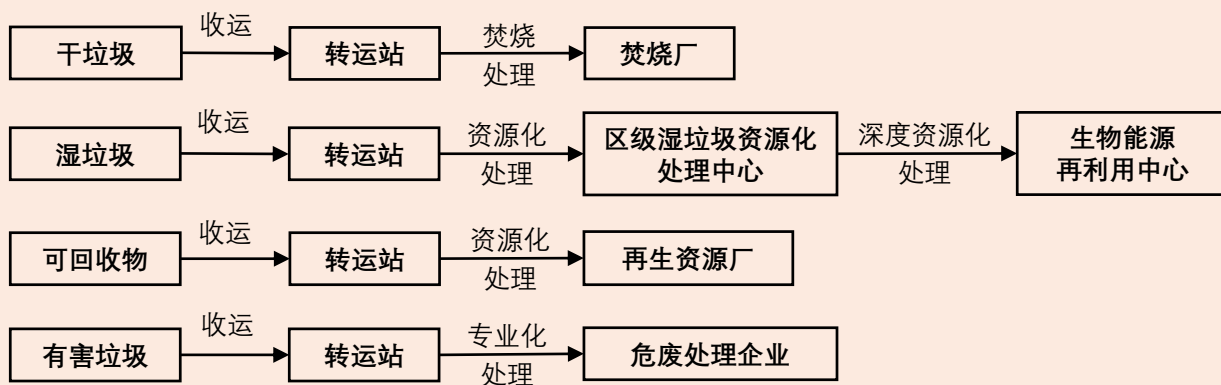 收运
焚烧
干垃圾
转运站
焚烧厂
处理
收运
资源化
区级湿垃圾资源化
深度资源化
生物能源
湿垃圾
转运站
处理
处理中心
处理
再利用中心
收运
资源化
可回收物
转运站
再生资源厂
处理
收运
专业化
有害垃圾
转运站
危废处理企业
处理